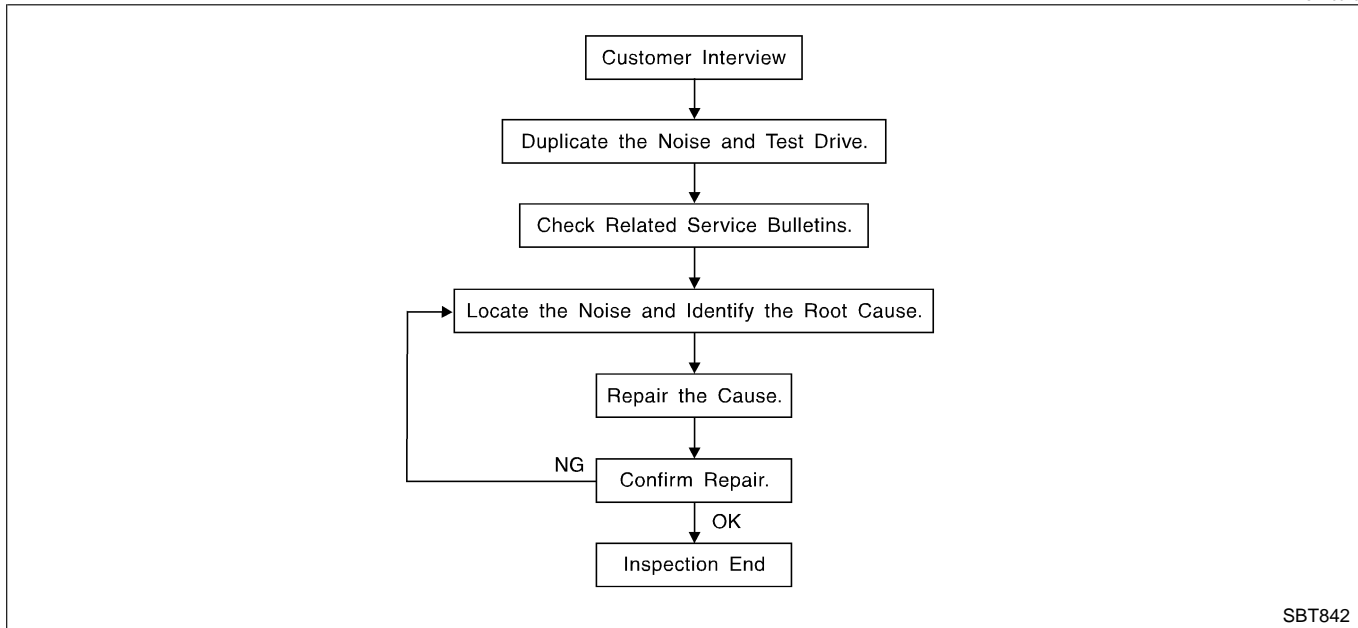 Customer Interview
Duplicate the Noise and Test Drive.
Check Related Service Bulletins.
Locate the Noise and Identify the Root Cause.
Repair the Cause.
NG
Confirm Repair.
OK
Inspection End
SBT842